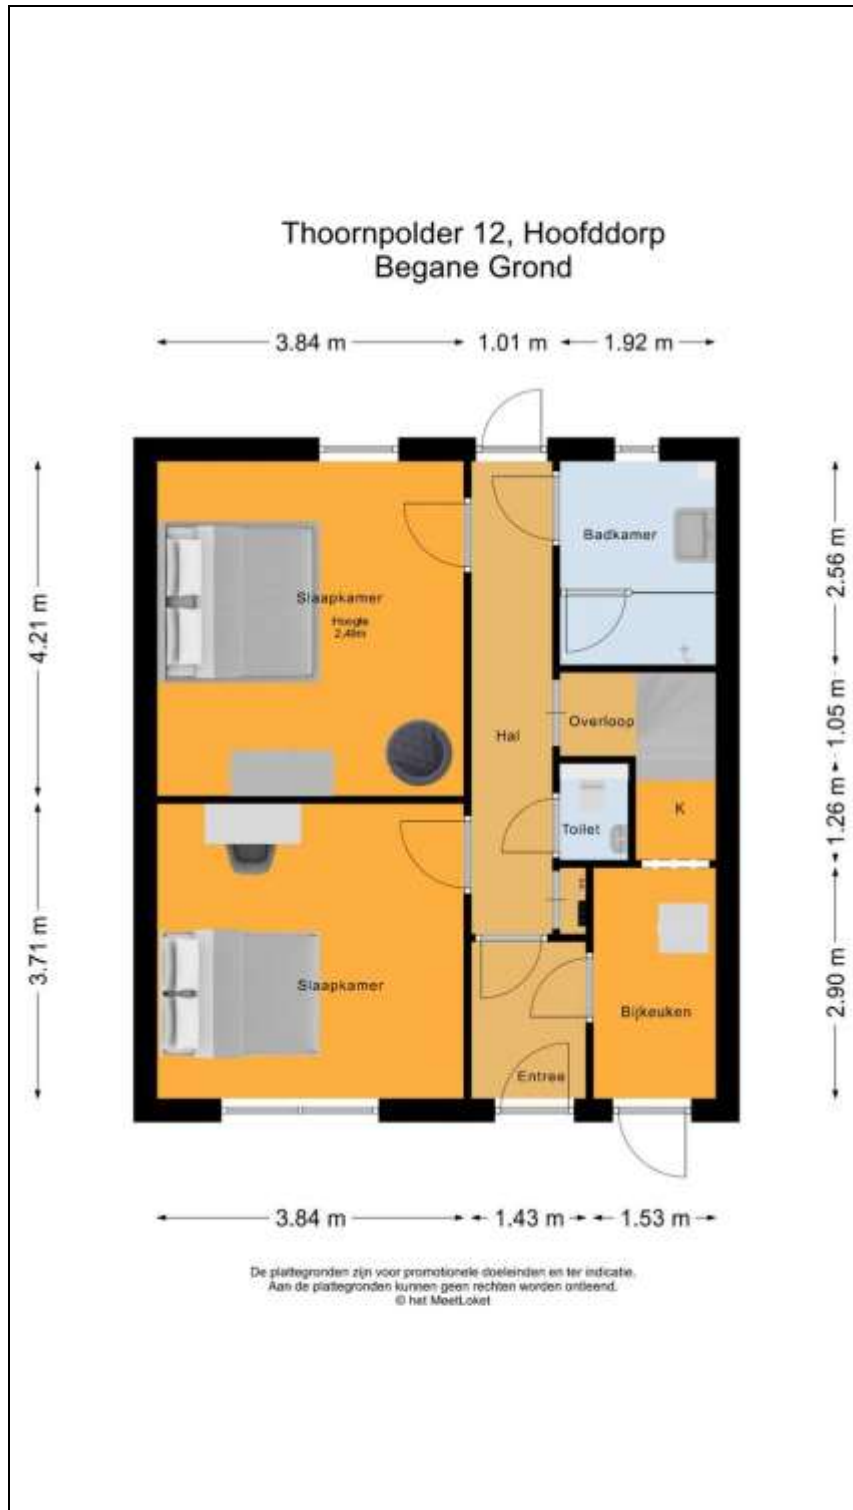 Thoornpolder 12, Hoofddorp
Begane Grond
3.84 m
1.01 m
1.92 m
4.21 m
3.71 m
2.56 m
1.05 m
1.26 m
2.90 m
Slaapkamer
Hoogte
2,48m
Badkamer
Hal
Overloop
K
Toilet
Slaapkamer
Bijkeuken
Entree
3.84 m
1.43 m
1.53 m
De plattegronden zijn voor promotionele doeleinden en ter indicatie.
Aan de plattegronden kunnen geen rechten worden ontleend.
© het MeetLoket